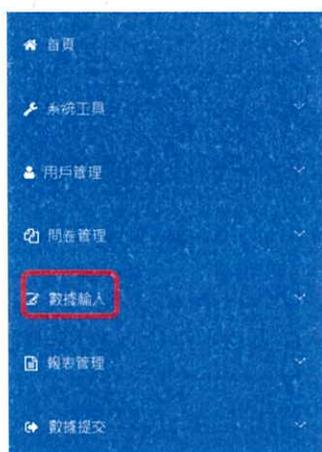 首頁
系統工具
用戶管理
問卷管理
數據輸入
報表管理
數據提交